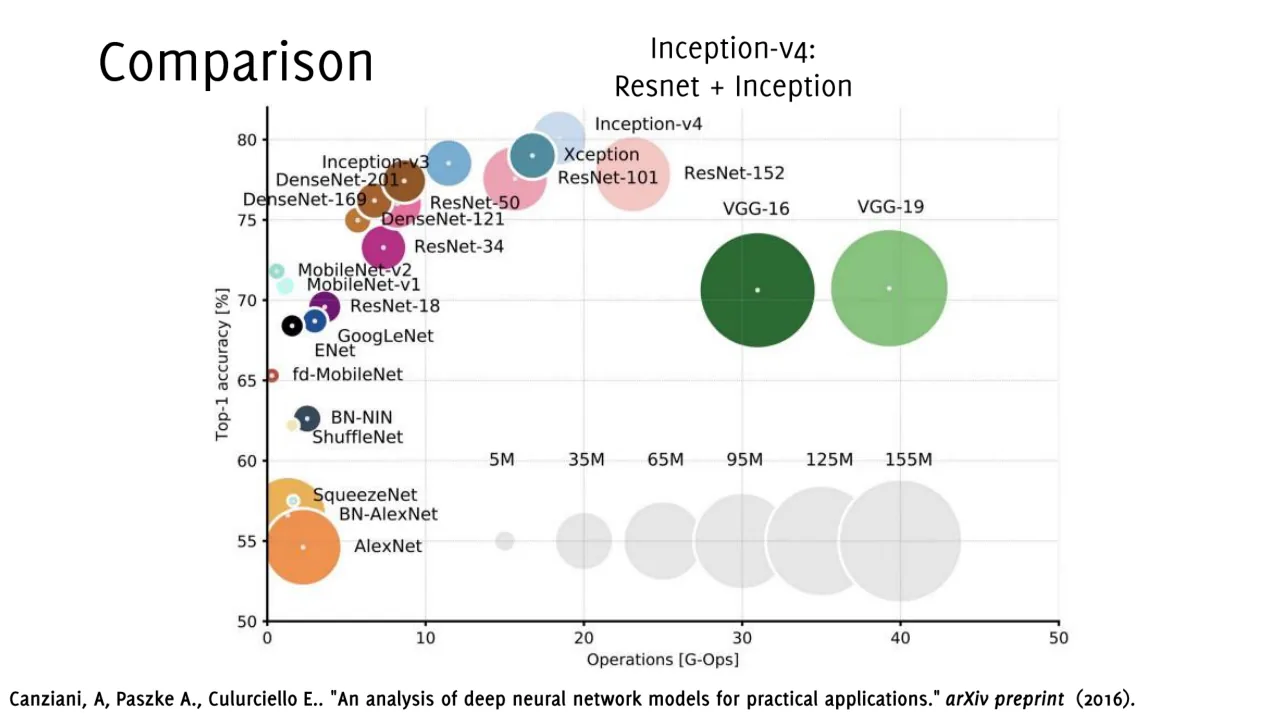 Comparison
Inception-v4:
Resnet + Inception
80
75
70
65
60
55
50
Top-1 accuracy [%]
Inception-v4
Xception
Inception-v3
ResNet-152
ResNet-101
DenseNet-201
DenseNet-169
ResNet-50
VGG-16
VGG-19
DenseNet-121
ResNet-34
MobileNet-v2
MobileNet-v1
ResNet-18
GoogLeNet
ENet
fd-MobileNet
BN-NIN
ShuffleNet
5M 35M 65M 95M 125M 155M
SqueezeNet
BN-AlexNet
AlexNet
0 10 20 30 40 50
Operations [G-Ops]
Canziani, A, Paszke A., Culurciello E.. "An analysis of deep neural network models for practical applications." arXiv preprint (2016).